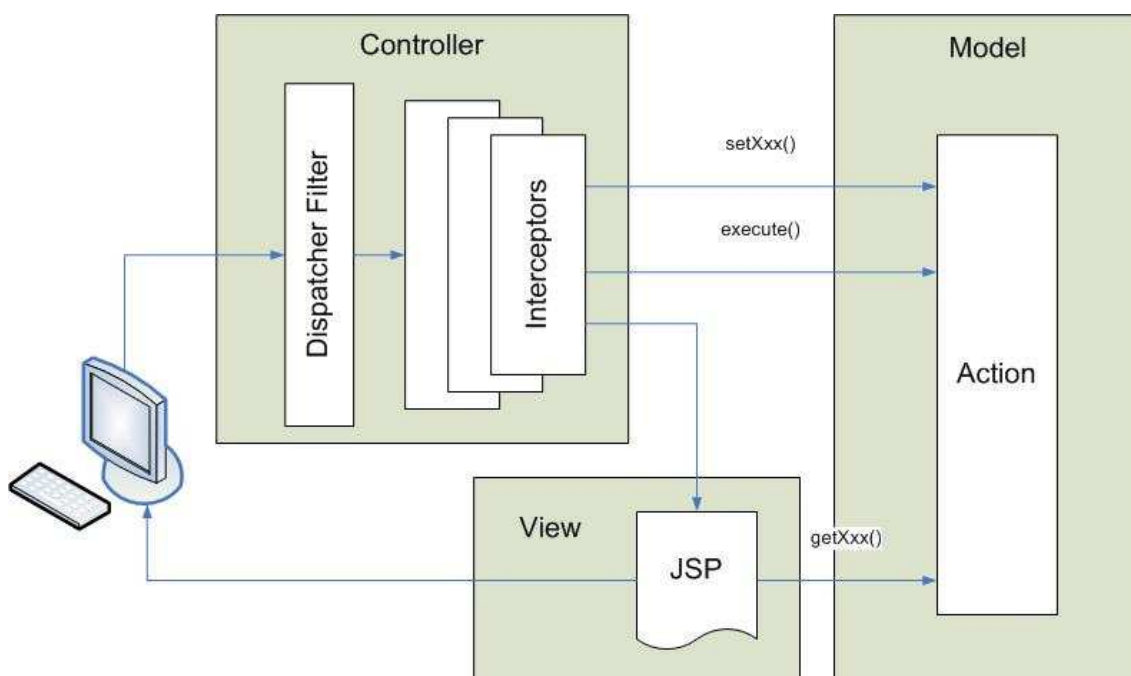 Controller
Model
Dispatcher Filter
Interceptors
setXxx()
execute()
Action
View
JSP
getXxx()